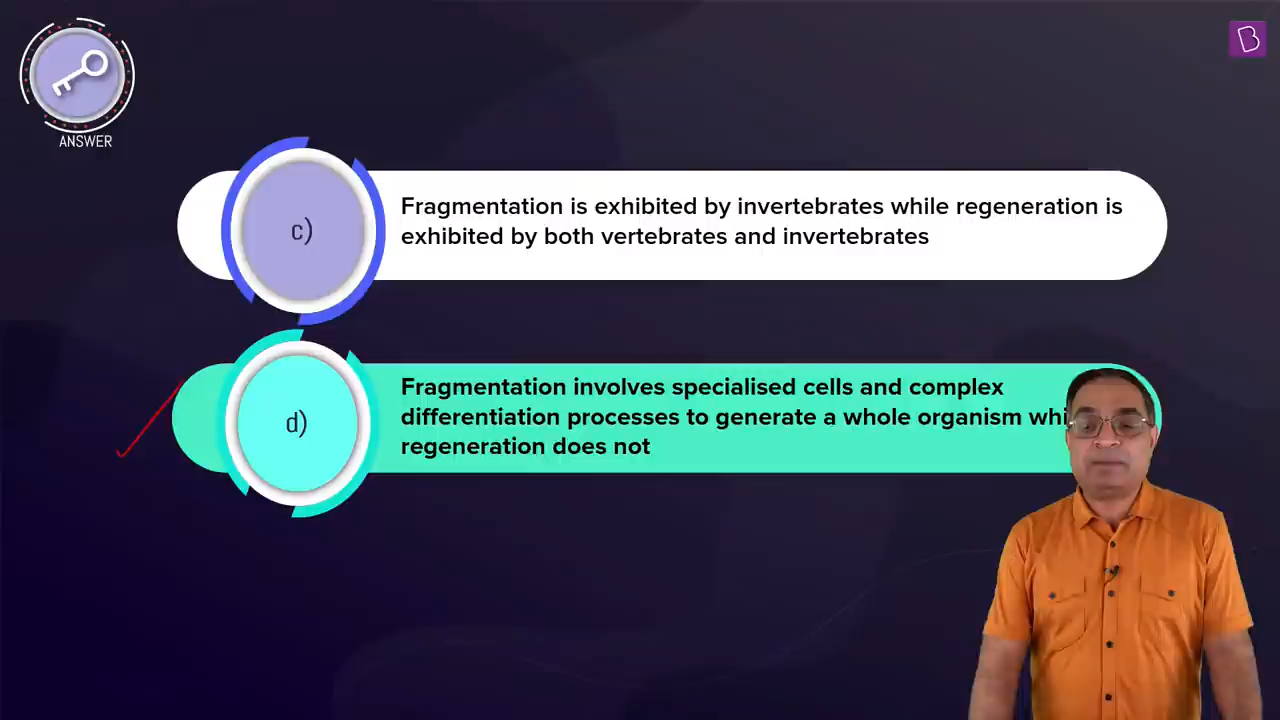 ANSWER
c)
Fragmentation is exhibited by invertebrates while regeneration is
exhibited by both vertebrates and invertebrates
d)
Fragmentation involves specialised cells and complex
differentiation processes to generate a whole organism
regeneration does not